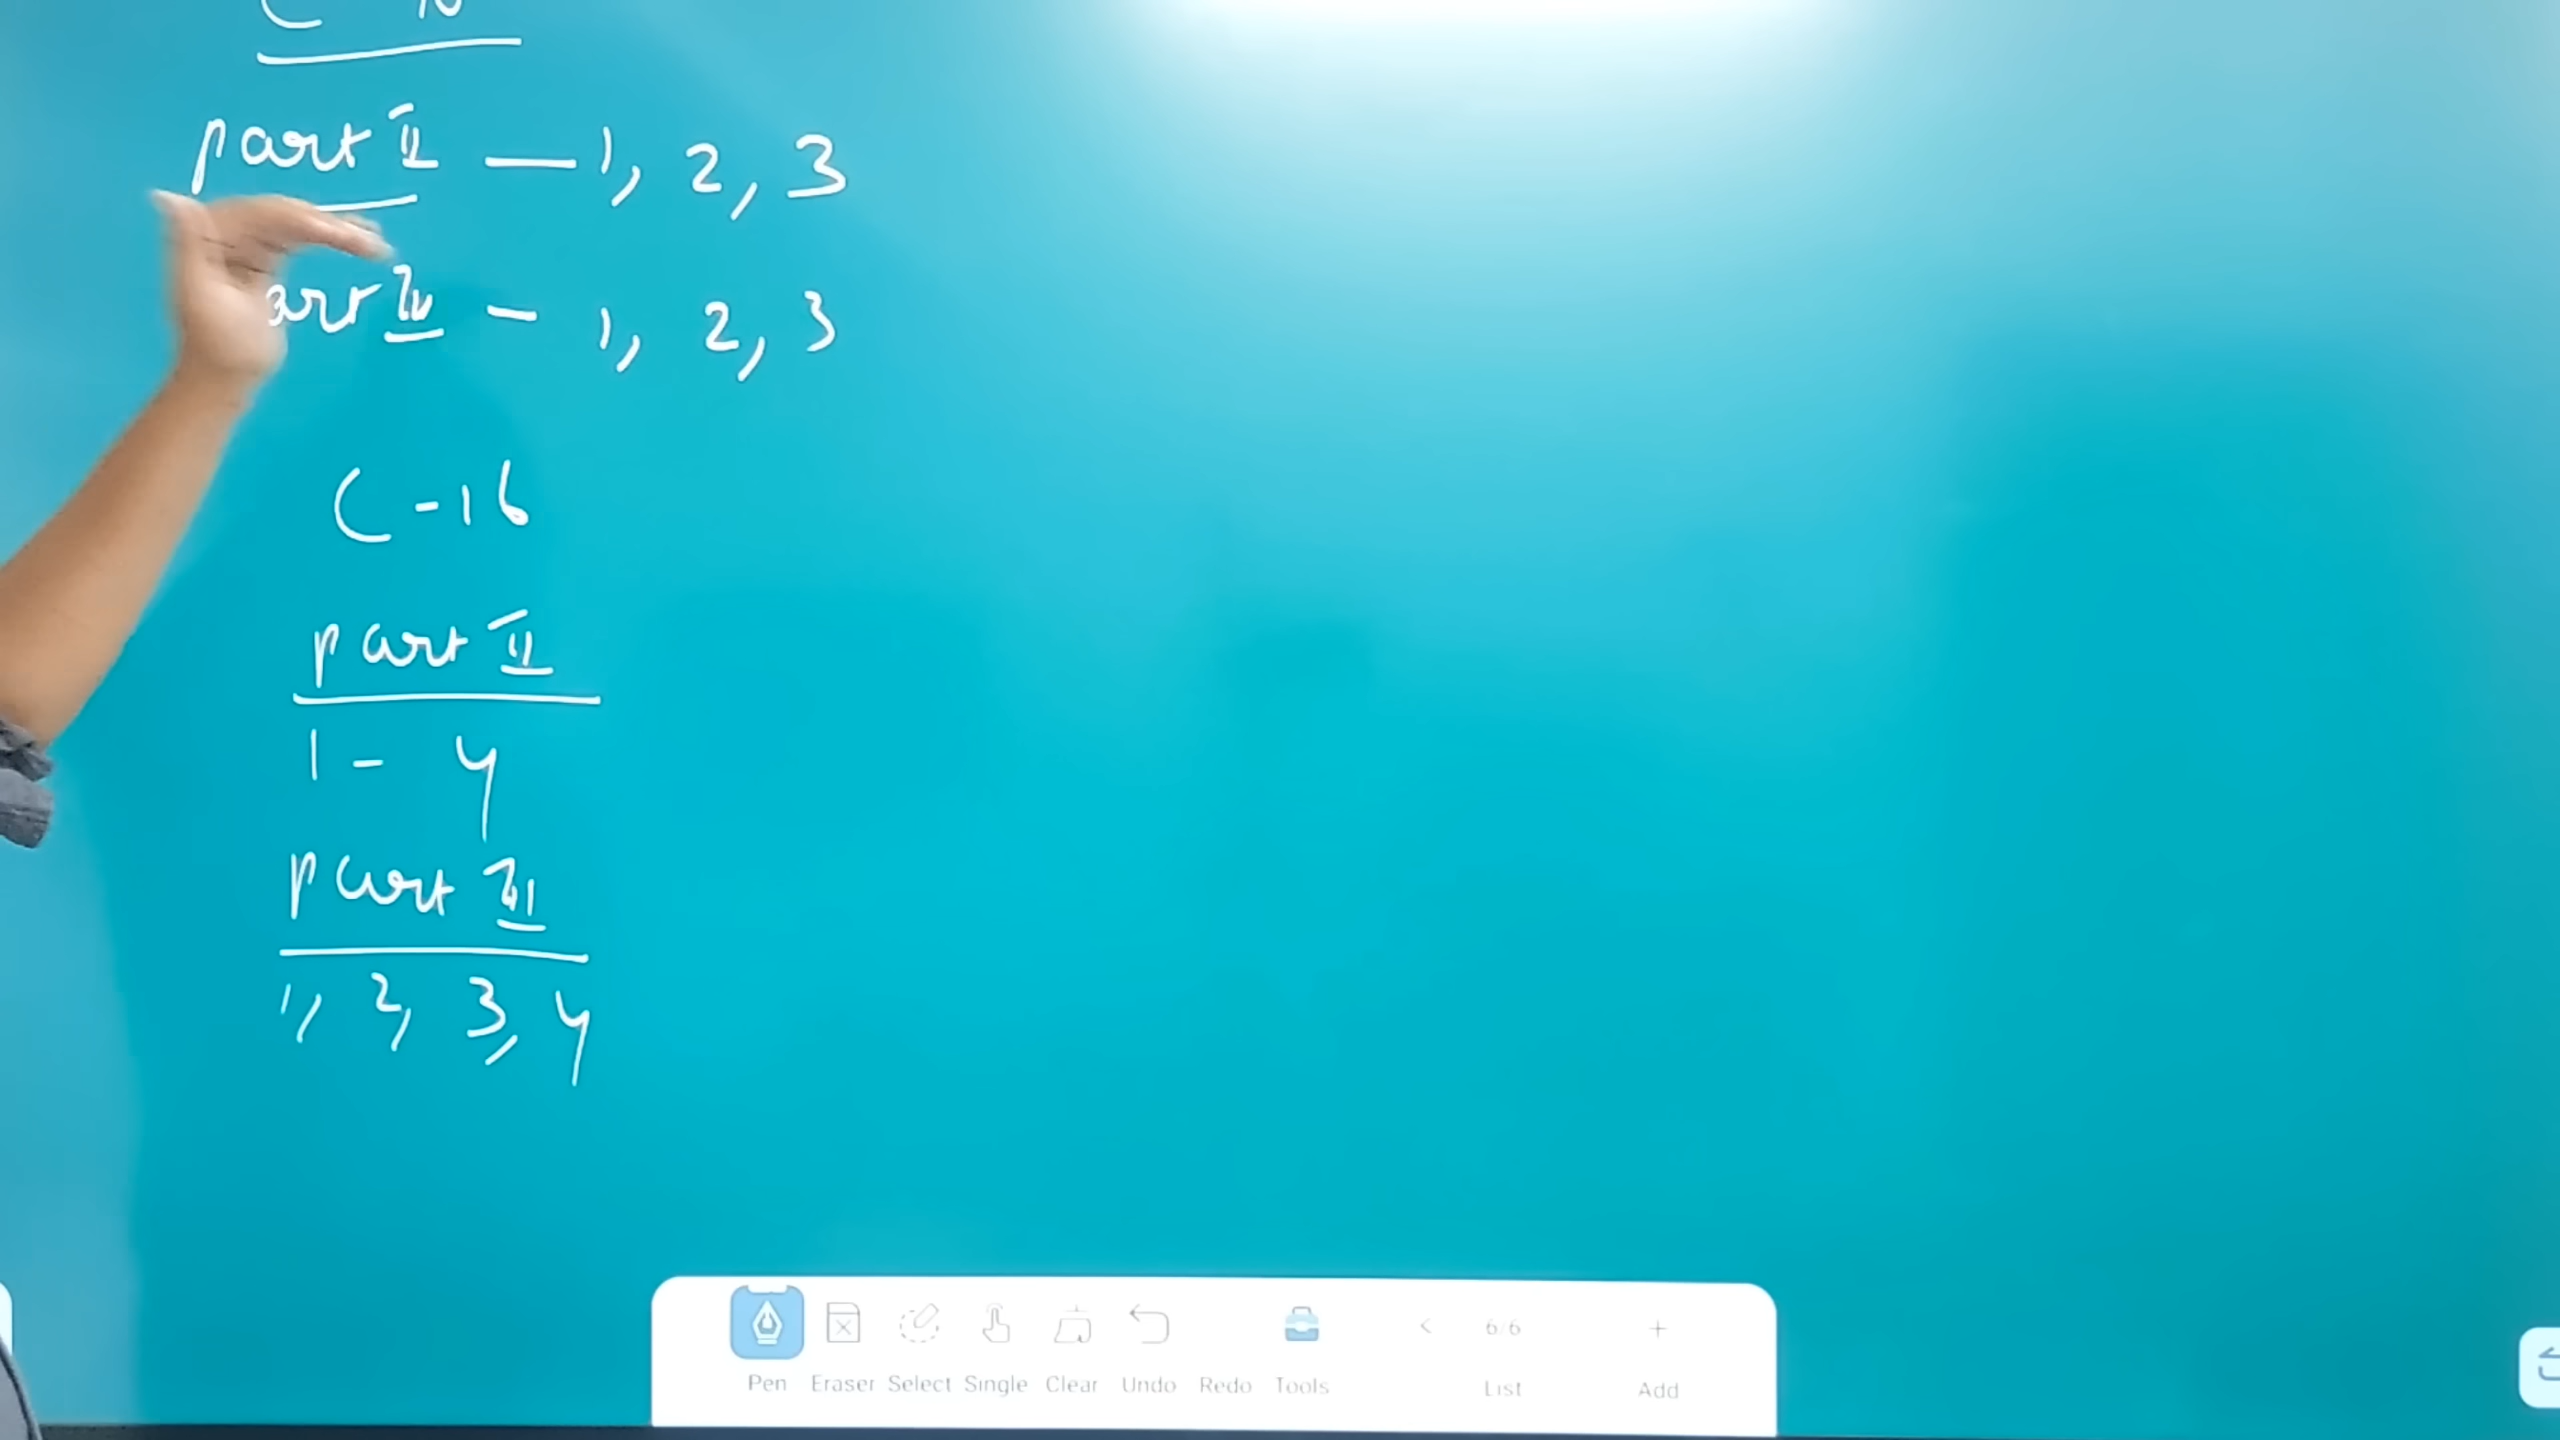 part II — 1, 2, 3
art - 1, 2, 3
C - 16
part II
1 - 4
part III
1, 2, 3, 4
6/6
Pen Eraser Select Single Clear Undo Redo Tools List Add